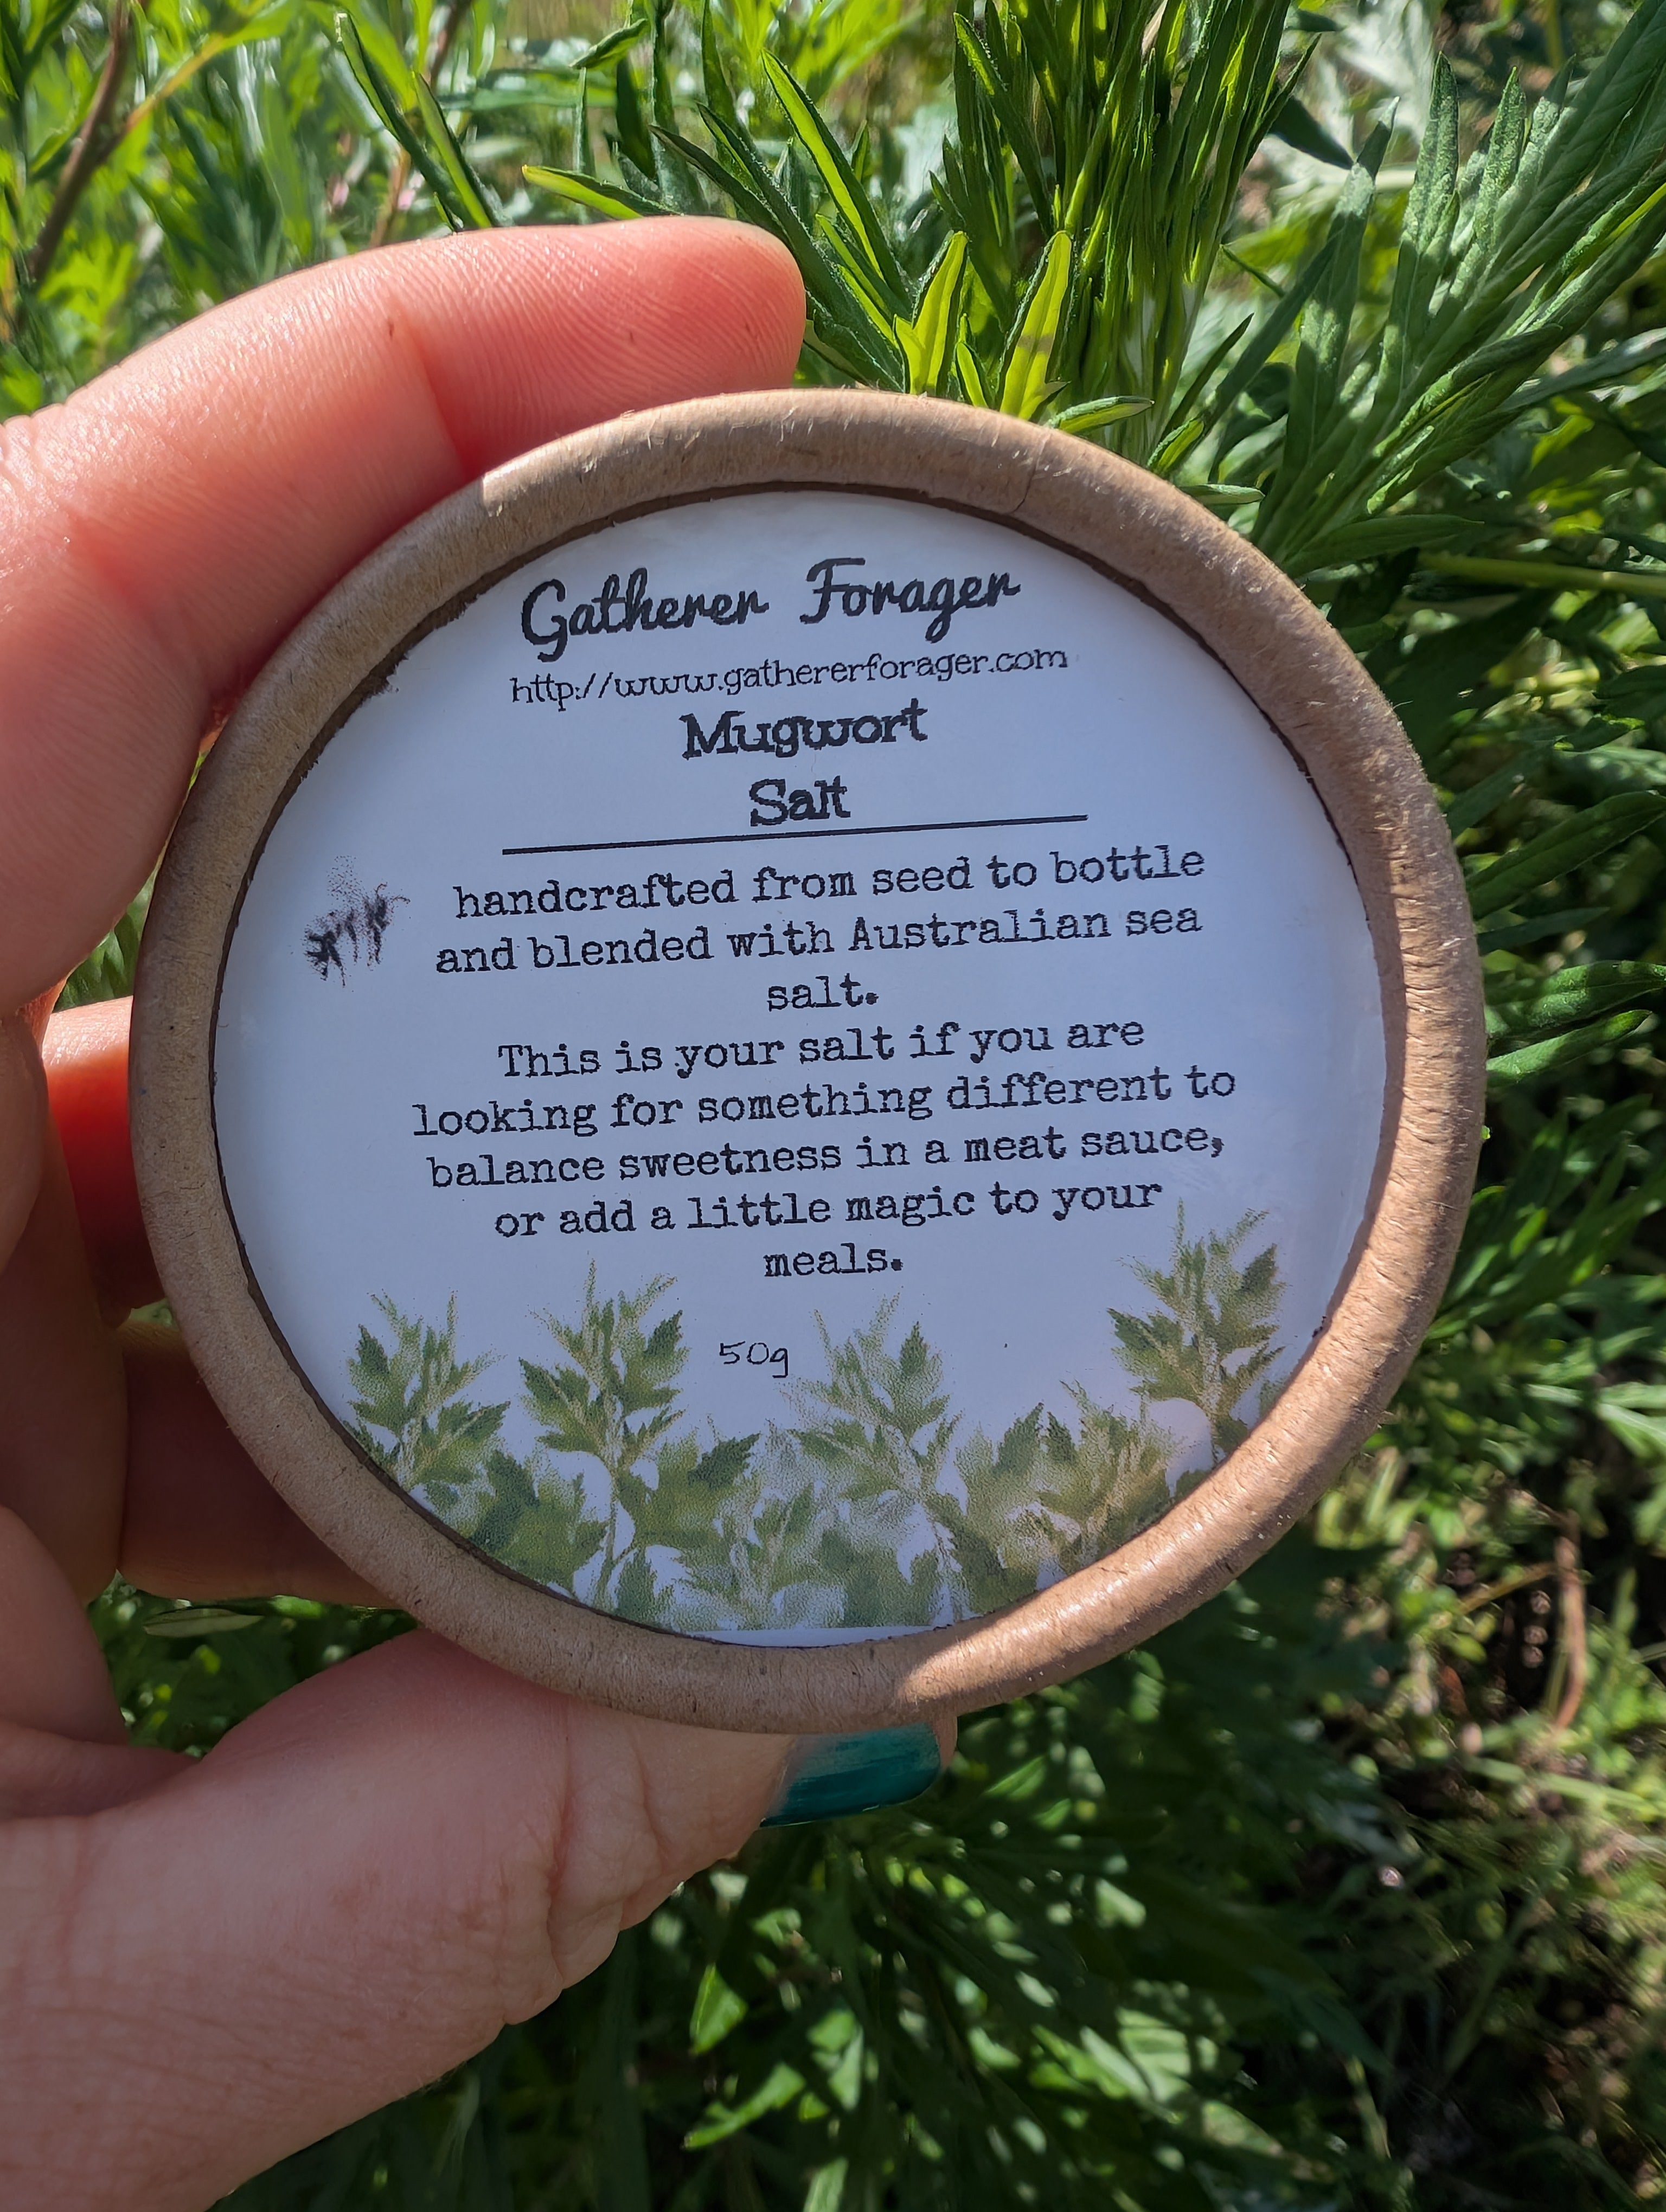 Gatherer Forager
http://www.gathererforager.com
Mugwort
Salt
handcrafted from seed to bottle
and blended with Australian sea
salt.
This is your salt if you are
looking for something different to
balance sweetness in a meat sauce,
or add a little magic to your
meals.
50g